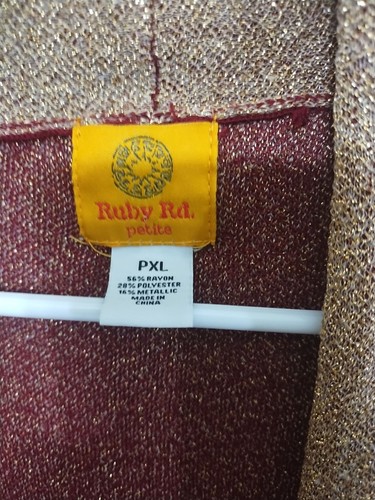 Ruby Rd.
petite
PXL
56% RAYON
28% POLYESTER
16% METALLIC
MADE IN
CHINA